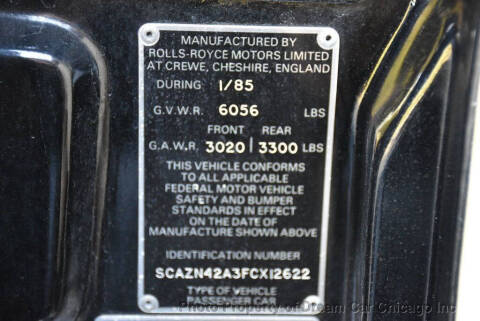 MANUFACTURED BY
ROLLS-ROYCE MOTORS LIMITED
AT CREWE, CHESHIRE, ENGLAND
DURING 1/85
G.V.W.R. 6056 LBS
FRONT REAR
G.A.W.R. 3020 3300 LBS
THIS VEHICLE CONFORMS
TO ALL APPLICABLE
FEDERAL MOTOR VEHICLE
SAFETY AND BUMPER
STANDARDS IN EFFECT
ON THE DATE OF
MANUFACTURE SHOWN ABOVE
IDENTIFICATION NUMBER
SCAZN42A3FCX12622
TYPE OF VEHICLE
PASSENGER CAR
Photo Property of Dream Car Chicago Inc